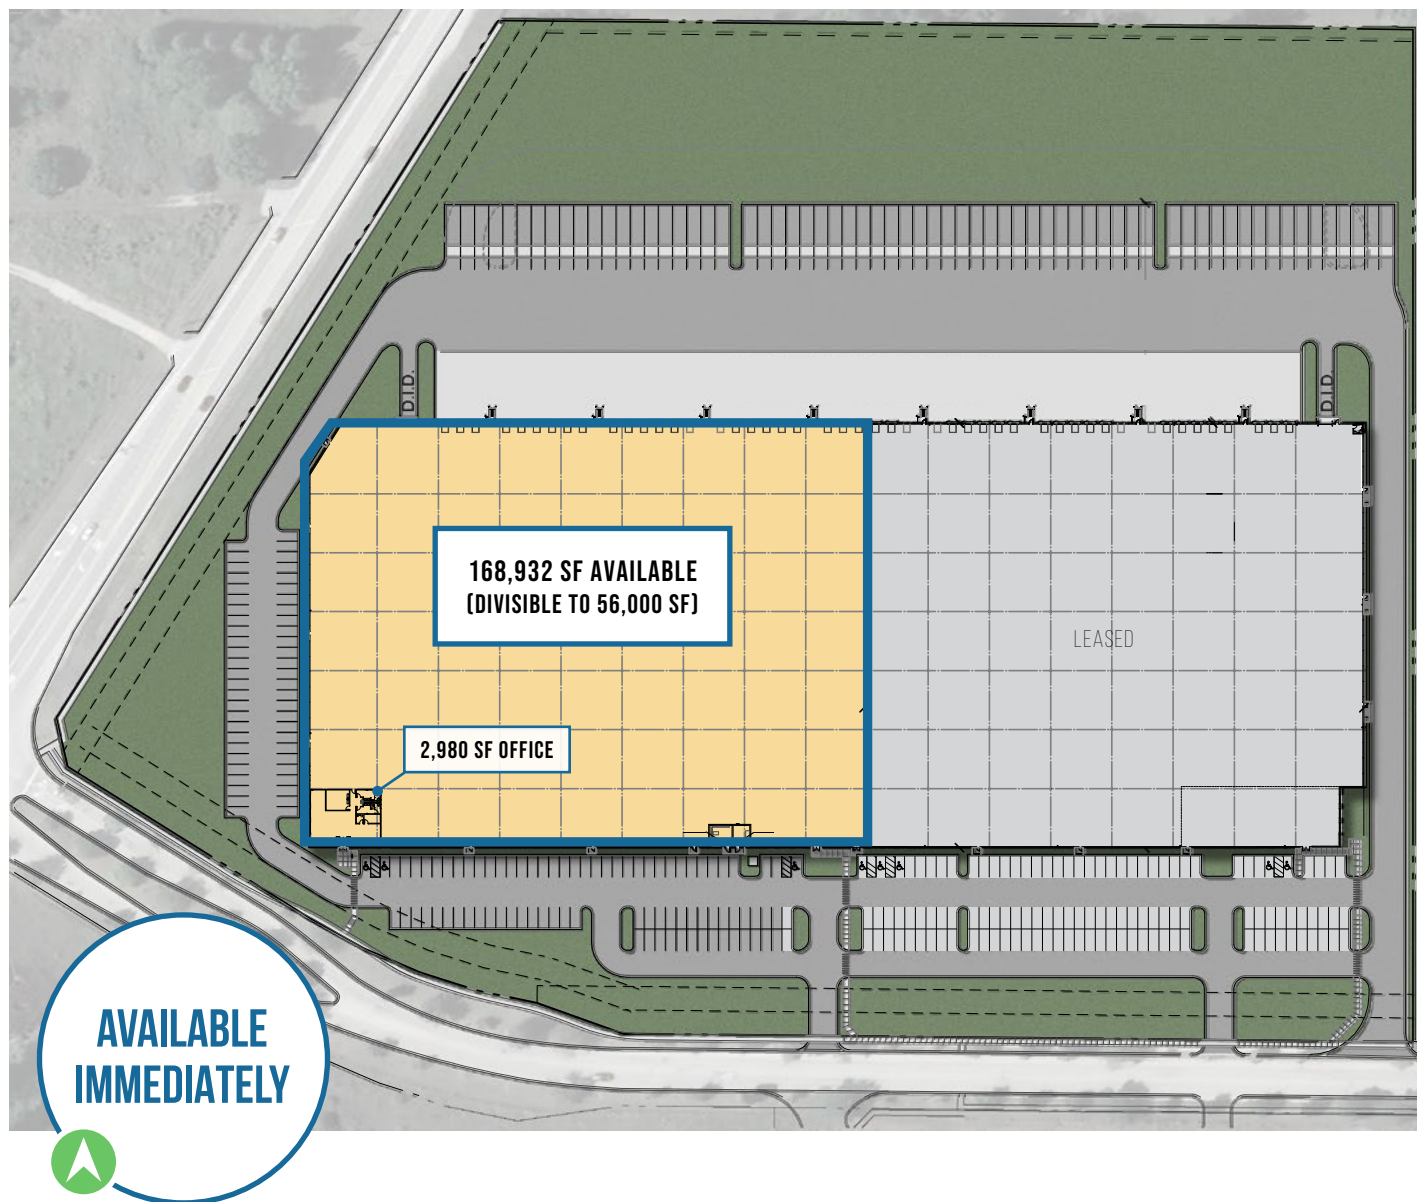 D.I.D.
D.I.D.
168,932 SF AVAILABLE
(DIVISIBLE TO 56,000 SF)
LEASED
2,980 SF OFFICE
AVAILABLE
IMMEDIATELY